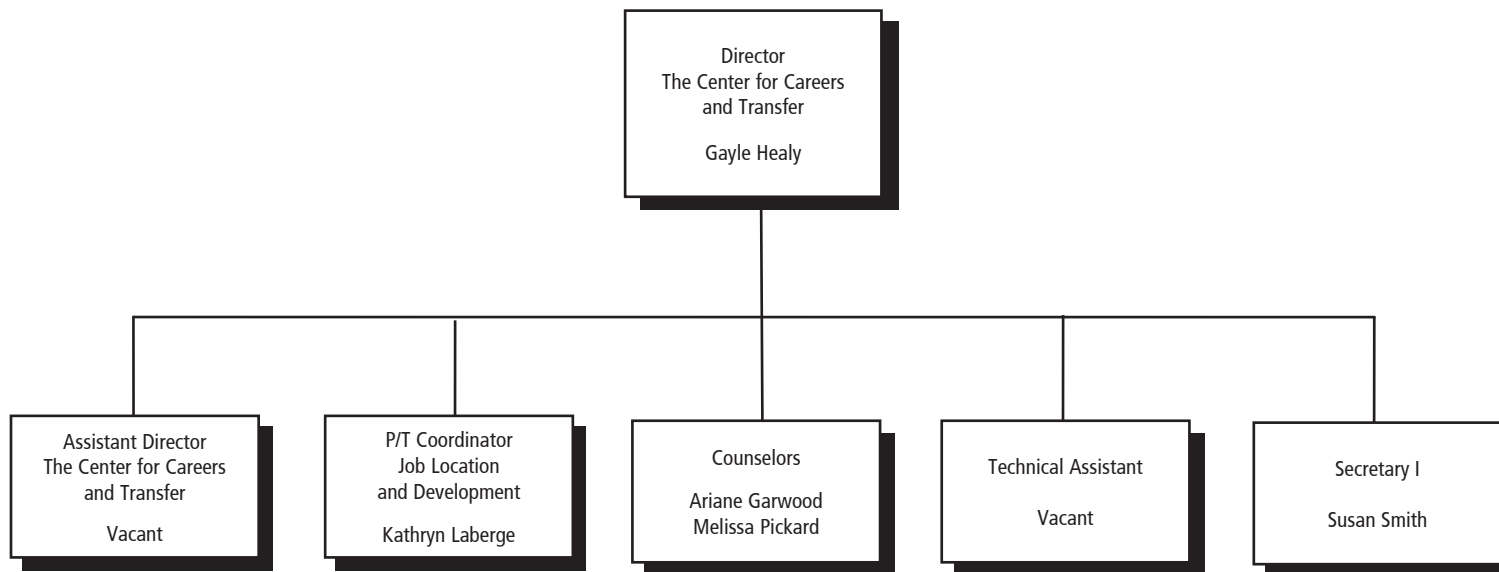 Director
The Center for Careers
and Transfer
Gayle Healy
Assistant Director
The Center for Careers
and Transfer
Vacant
P/T Coordinator
Job Location
and Development
Kathryn Laberge
Counselors
Ariane Garwood
Melissa Pickard
Technical Assistant
Vacant
Secretary I
Susan Smith